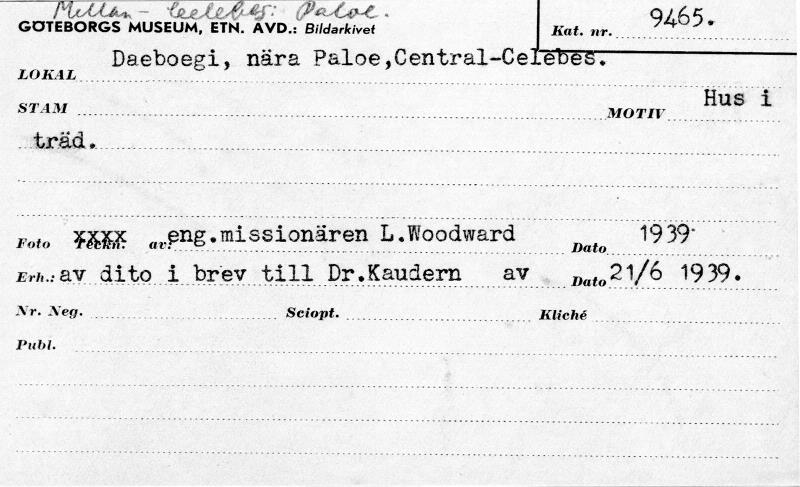 Mellan - Celebes: Paloe.
GÖTEBORGS MUSEUM, ETN. AVD.: Bildarkivet
Kat. nr. 9465.
LOKAL Daeboegi, nära Paloe,Central-Celebes.
STAM MOTIV Hus i
träd.
Foto xxxx Teckn. av: eng.missionären L.Woodward Dato 1939
Erh.: av dito i brev till Dr.Kaudern av Dato 21/6 1939.
Nr. Neg. Sciopt. Kliché
Publ.